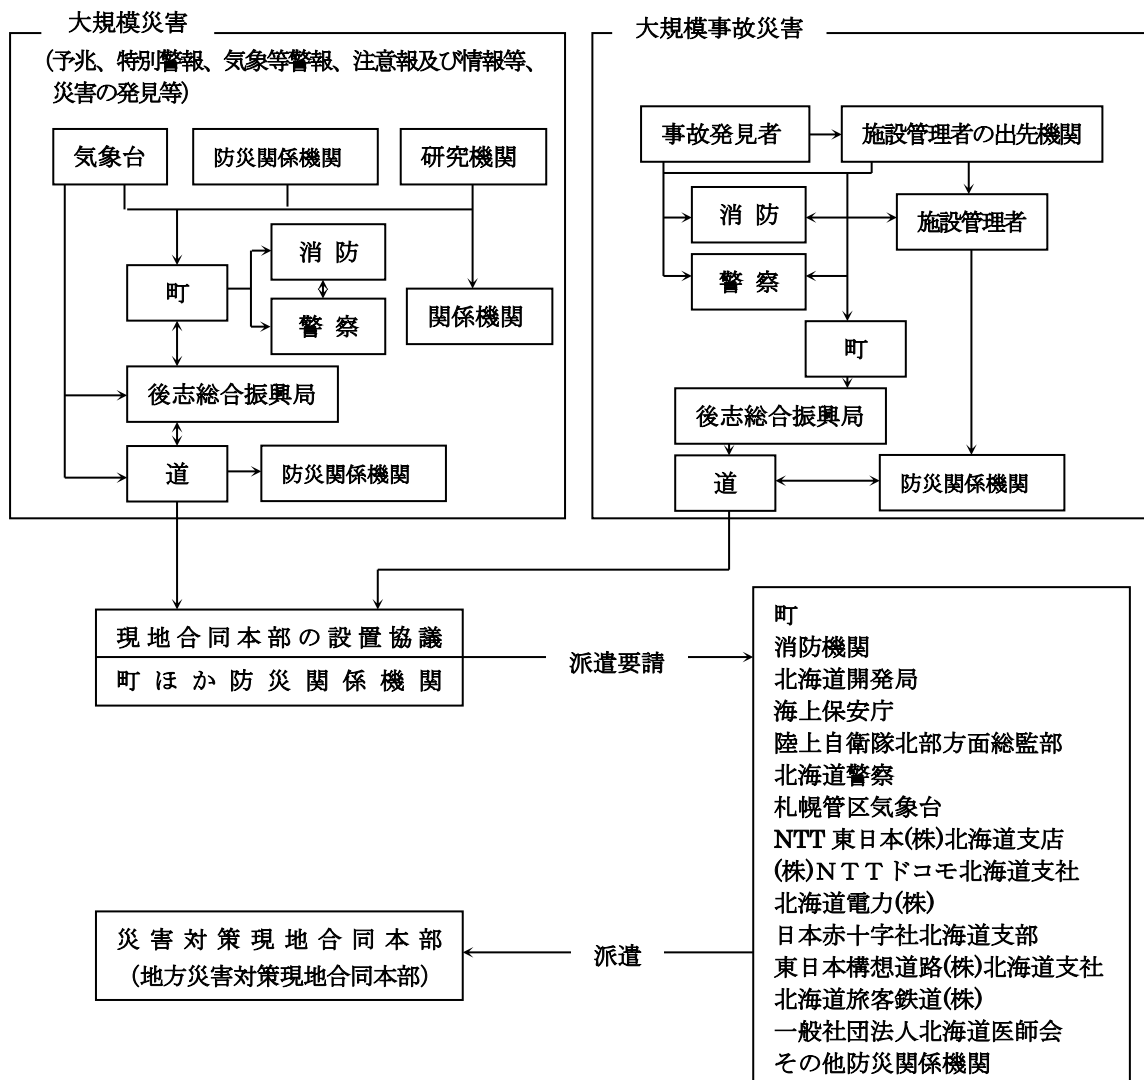 大規模災害
(予兆、特別警報、気象等警報、注意報及び情報等、
災害の発見等)
気象台
防災関係機関
研究機関
消 防
町
警 察
関係機関
後志総合振興局
道
防災関係機関
大規模事故災害
事故発見者
施設管理者の出先機関
消 防
施設管理者
警 察
町
後志総合振興局
道
防災関係機関
現地合同本部の設置協議
町ほか防災関係機関
派遣要請
町
消防機関
北海道開発局
海上保安庁
陸上自衛隊北部方面総監部
北海道警察
札幌管区気象台
NTT 東日本(株)北海道支店
(株)NTTドコモ北海道支社
北海道電力(株)
日本赤十字社北海道支部
東日本構想道路(株)北海道支社
北海道旅客鉄道(株)
一般社団法人北海道医師会
その他防災関係機関
派遣
災害対策現地合同本部
(地方災害対策現地合同本部)